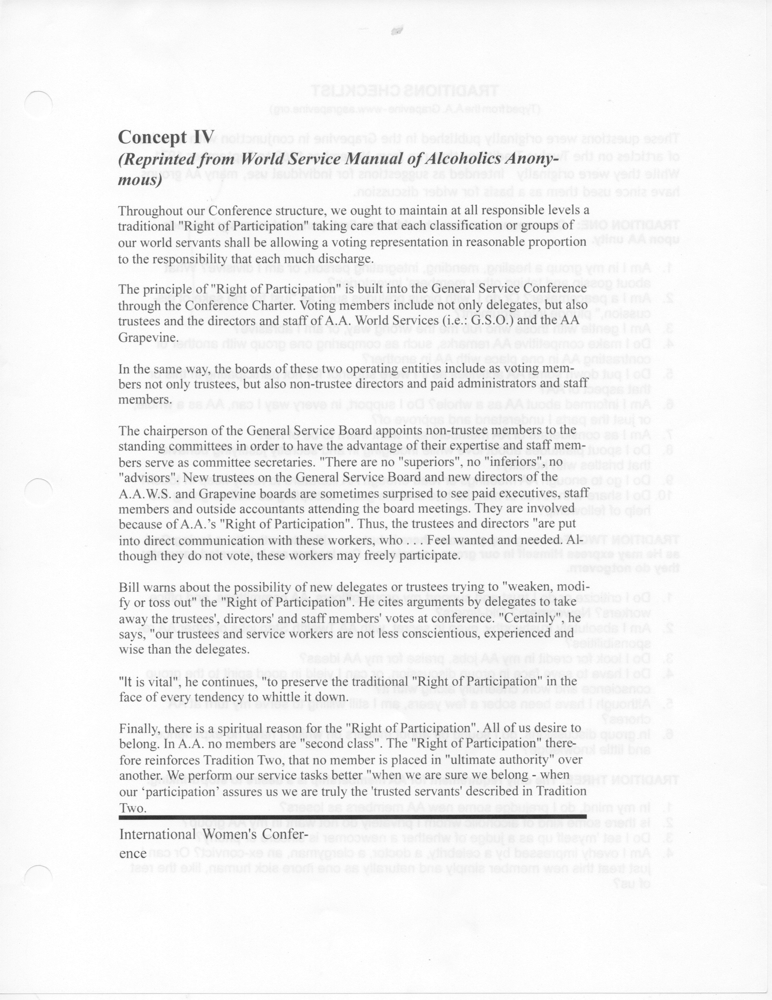 Concept IV
(Reprinted from World Service Manual of Alcoholics Anony-
mous)
Throughout our Conference structure, we ought to maintain at all responsible levels a
traditional "Right of Participation" taking care that each classification or groups of
our world servants shall be allowing a voting representation in reasonable proportion
to the responsibility that each much discharge.
The principle of "Right of Participation" is built into the General Service Conference
through the Conference Charter. Voting members include not only delegates, but also
trustees and the directors and staff of A.A. World Services (i.e.: G.S.O.) and the AA
Grapevine.
In the same way, the boards of these two operating entities include as voting mem-
bers not only trustees, but also non-trustee directors and paid administrators and staff
members.
The chairperson of the General Service Board appoints non-trustee members to the
standing committees in order to have the advantage of their expertise and staff mem-
bers serve as committee secretaries. "There are no "superiors", no "inferiors", no
"advisors". New trustees on the General Service Board and new directors of the
A.A.W.S. and Grapevine boards are sometimes surprised to see paid executives, staff
members and outside accountants attending the board meetings. They are involved
because of A.A.’s "Right of Participation". Thus, the trustees and directors "are put
into direct communication with these workers, who . . . . Feel wanted and needed. Al-
though they do not vote, these workers may freely participate.
Bill warns about the possibility of new delegates or trustees trying to "weaken, modi-
fy or toss out" the "Right of Participation". He cites arguments by delegates to take
away the trustees', directors' and staff members' votes at conference. "Certainly", he
says, "our trustees and service workers are not less conscientious, experienced and
wise than the delegates.
"It is vital", he continues, "to preserve the traditional "Right of Participation" in the
face of every tendency to whittle it down.
Finally, there is a spiritual reason for the "Right of Participation". All of us desire to
belong. In A.A. no members are "second class". The "Right of Participation" there-
fore reinforces Tradition Two, that no member is placed in "ultimate authority" over
another. We perform our service tasks better "when we are sure we belong - when
our ‘participation’ assures us we are truly the 'trusted servants' described in Tradition
Two.
International Women's Confer-
ence